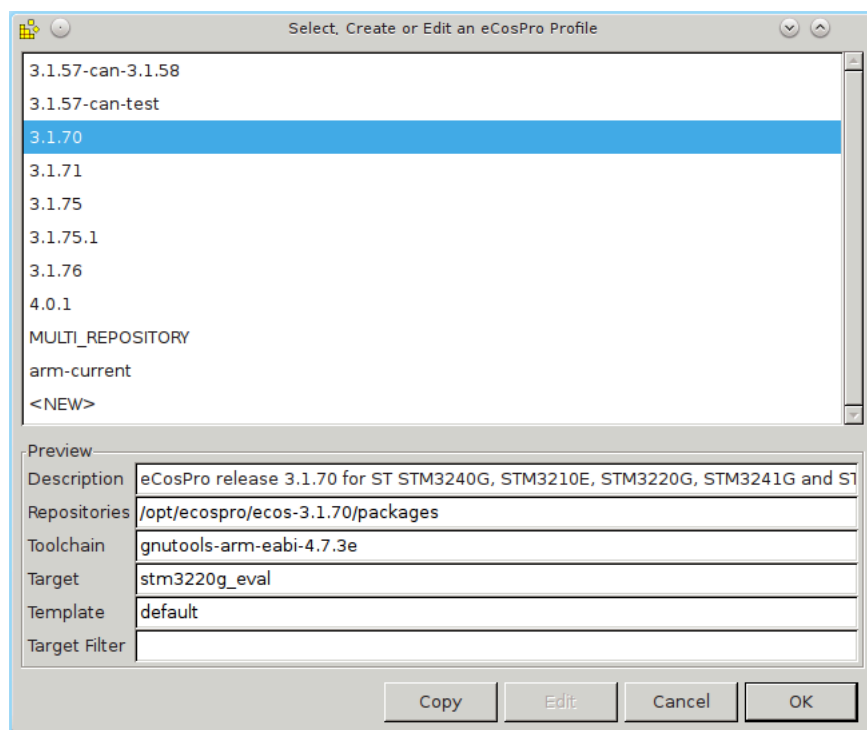 Select, Create or Edit an eCosPro Profile
3.1.57-can-3.1.58
3.1.57-can-test
3.1.70
3.1.71
3.1.75
3.1.75.1
3.1.76
4.0.1
MULTI_REPOSITORY
arm-current
<NEW>
Preview
Description eCosPro release 3.1.70 for ST STM3240G, STM3210E, STM3220G, STM3241G and ST
Repositories /opt/ecospro/ecos-3.1.70/packages
Toolchain gnutools-arm-eabi-4.7.3e
Target stm3220g_eval
Template default
Target Filter
Copy Edit Cancel OK